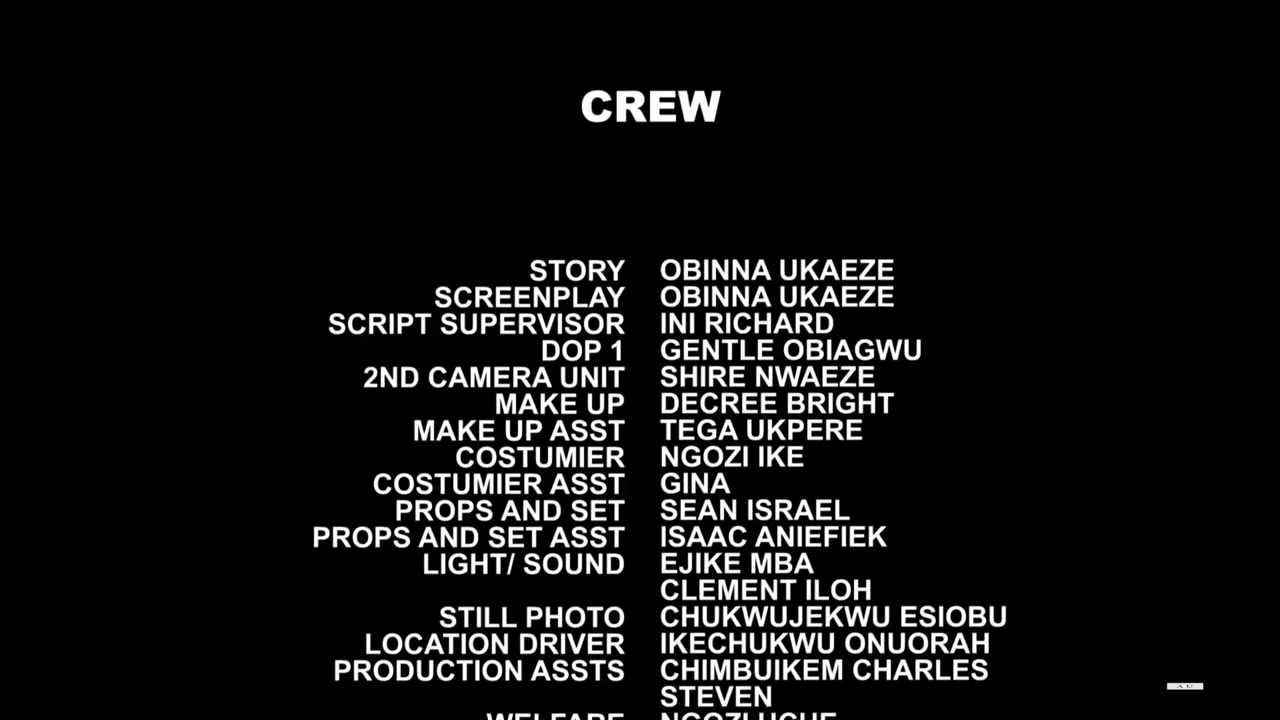 CREW
STORY OBINNA UKAEZE
SCREENPLAY OBINNA UKAEZE
SCRIPT SUPERVISOR INI RICHARD
DOP 1 GENTLE OBIAGWU
2ND CAMERA UNIT SHIRE NWAEZE
MAKE UP DECREE BRIGHT
MAKE UP ASST TEGA UKPERE
COSTUMIER NGOZI IKE
COSTUMIER ASST GINA
PROPS AND SET SEAN ISRAEL
PROPS AND SET ASST ISAAC ANIEFIEK
LIGHT/ SOUND EJIKE MBA
CLEMENT ILOH
STILL PHOTO CHUKWUJEKWU ESIOBU
LOCATION DRIVER IKECHUKWU ONUORAH
PRODUCTION ASSTS CHIMBUIKEM CHARLES
STEVEN
WELFARE NGOZI
AU